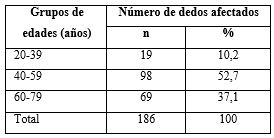 Grupos de edades (años) Número de dedos afectados
n %
20-39 19 10,2
40-59 98 52,7
60-79 69 37,1
Total 186 100